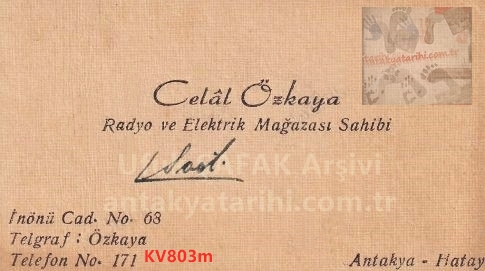 antakyatarihi.com.tr
Celâl Özkaya
Radyo ve Elektrik Mağazası Sahibi
Arşivi
antakyatarihi.com.tr
İnönü Cad. No. 63
Telgraf : Özkaya
Telefon No. 171 KV803m
Antakya - Hatay